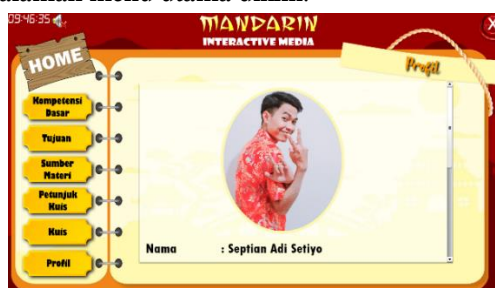 09:46:35
MANDARIN
INTERACTIVE MEDIA
X
HOME
Profil
Kompetensi
Dasar
Tujuan
Sumber
Materi
Petunjuk
Kuis
Kuis
Profil
Nama : Septian Adi Setiyo